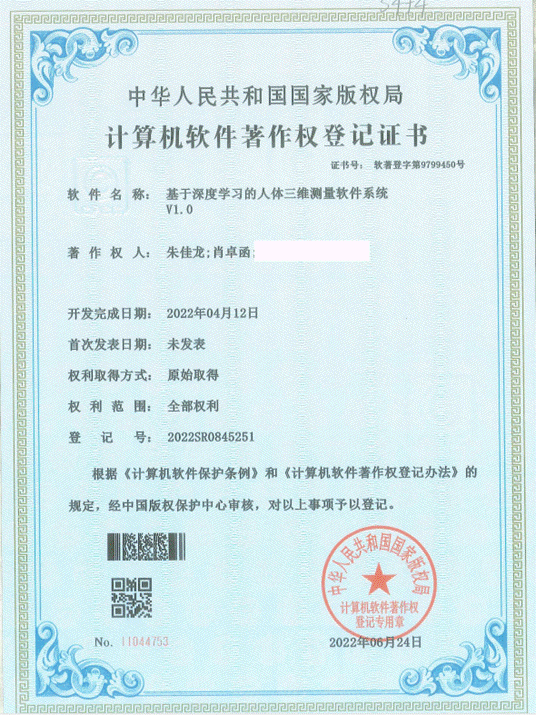 中华人民共和国国家版权局
计算机软件著作权登记证书
证书号： 软著登字第9799450号
软件名称： 基于深度学习的人体三维测量软件系统
V1.0
著作权人： 朱佳龙;肖卓函;
开发完成日期： 2022年04月12日
首次发表日期： 未发表
权利取得方式： 原始取得
权利范围： 全部权利
登记号： 2022SR0845251
根据《计算机软件保护条例》和《计算机软件著作权登记办法》的
规定，经中国版权保护中心审核，对以上事项予以登记。
中华人民共和国国家版权局
计算机软件著作权
登记专用章
No. 11044753
2022年06月24日